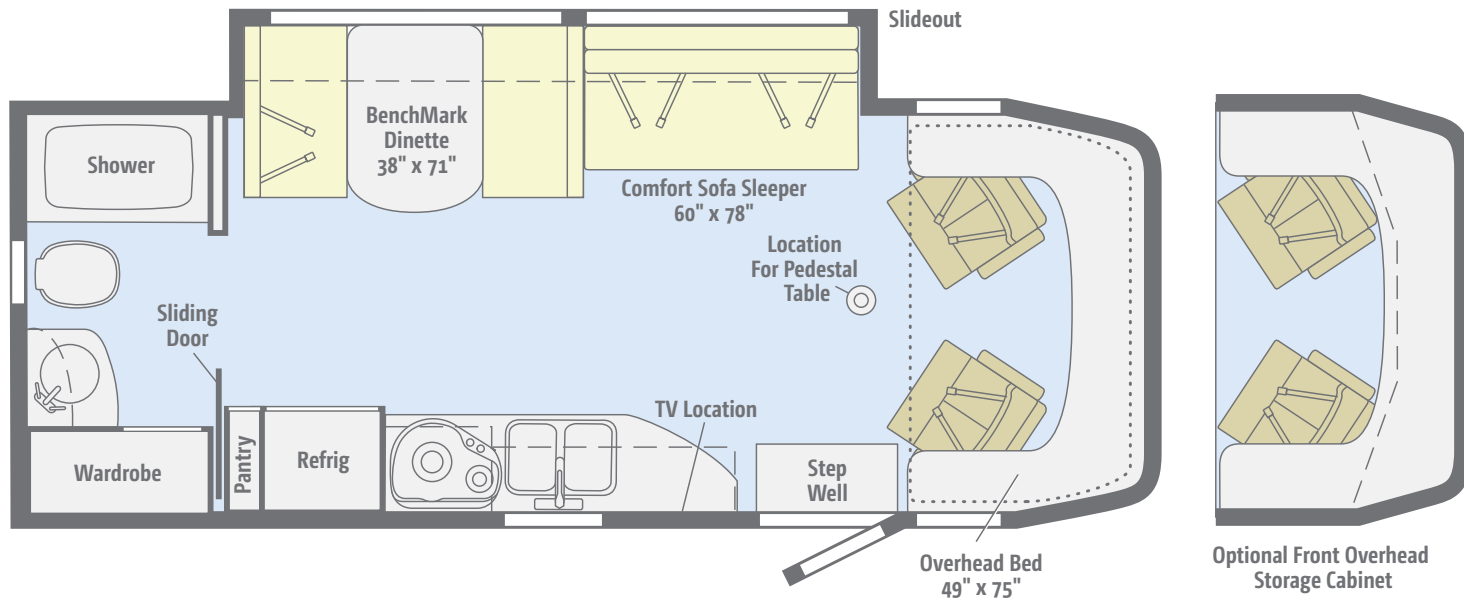 Slideout
BenchMark
Dinette
38" x 71"
Shower
Comfort Sofa Sleeper
60" x 78"
Location
For Pedestal
Table
Sliding
Door
TV Location
Pantry
Refrig
Wardrobe
Step
Well
Overhead Bed
49" x 75"
Optional Front Overhead
Storage Cabinet